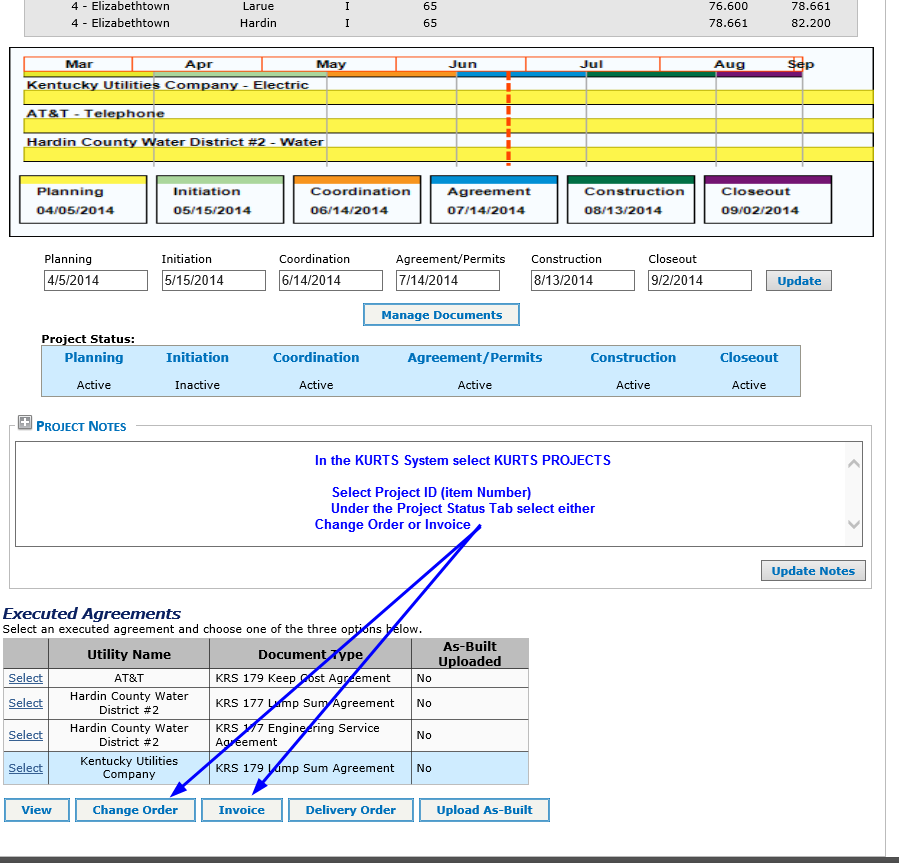 4 - Elizabethtown Larue I 65 76.600 78.661
4 - Elizabethtown Hardin I 65 78.661 82.200
Mar Apr May Jun Jul Aug Sep
Kentucky Utilities Company - Electric
AT&T - Telephone
Hardin County Water District #2 - Water
Planning Initiation Coordination Agreement Construction Closeout
04/05/2014 05/15/2014 06/14/2014 07/14/2014 08/13/2014 09/02/2014
Planning Initiation Coordination Agreement/Permits Construction Closeout
4/5/2014 5/15/2014 6/14/2014 7/14/2014 8/13/2014 9/2/2014 Update
Manage Documents
Project Status:
Planning Initiation Coordination Agreement/Permits Construction Closeout
Active Inactive Active Active Active Active
PROJECT NOTES
In the KURTS System select KURTS PROJECTS
Select Project ID (item Number)
Under the Project Status Tab select either
Change Order or Invoice
Update Notes
Executed Agreements
Select an executed agreement and choose one of the three options below.
Utility Name Document Type As-Built
Uploaded
Select AT&T KRS 179 Keep Cost Agreement No
Select Hardin County Water
District #2 KRS 177 Lump Sum Agreement No
Select Hardin County Water
District #2 KRS 177 Engineering Service
Agreement No
Select Kentucky Utilities
Company KRS 179 Lump Sum Agreement No
View Change Order Invoice Delivery Order Upload As-Built